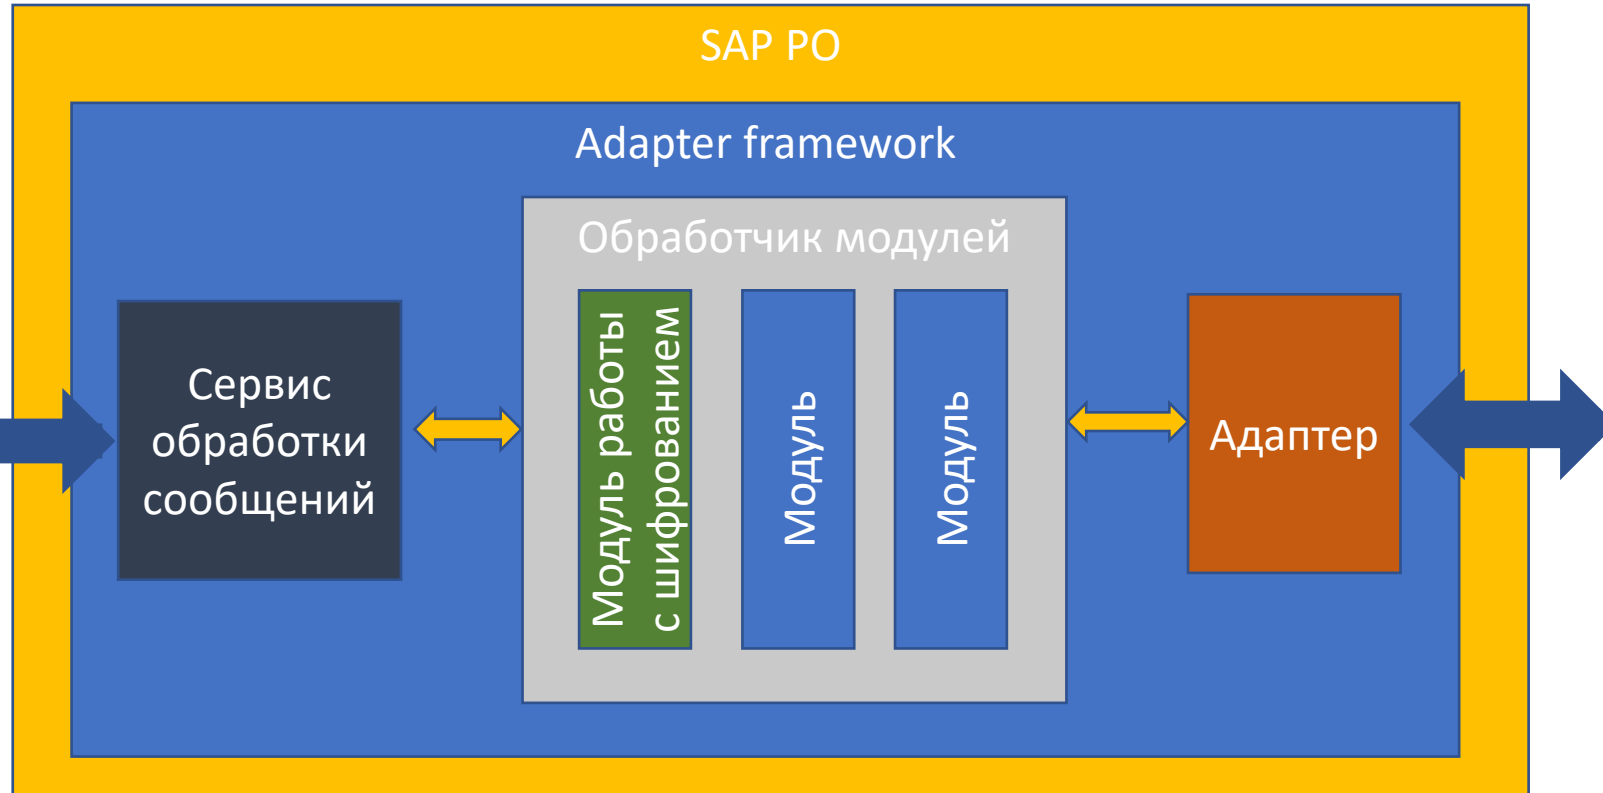 SAP PO
Adapter framework
Обработчик модулей
Сервис
обработки
сообщений
Модуль работы
с шифрованием
Модуль
Модуль
Адаптер